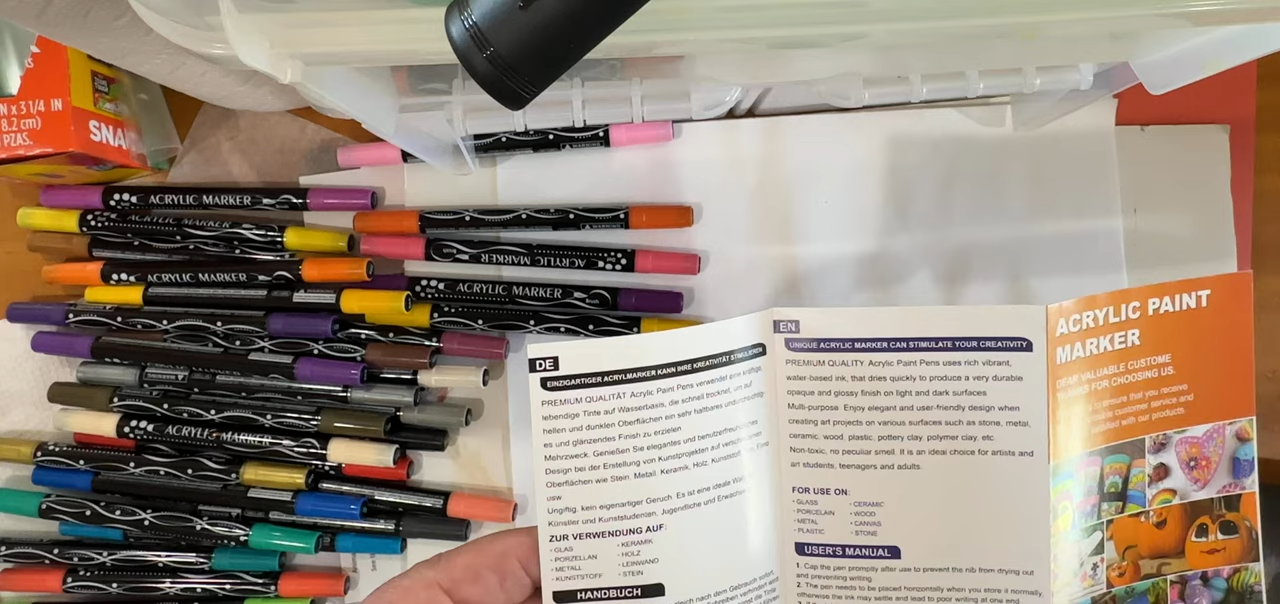 N x 3 1/4 IN
8.2 cm)
PZAS.
SNA
WARNING
ACRYLIC MARKER
ACRYLIC MARKER
WARNING
ACRYLIC MARKER
Brush
ACRYLIC MARKER
ACRYLIC MARKER
Brush
ACRYLIC MARKER
DE
EINZIGARTIGER ACRYLMARKER KANN IHRE KREATIVITÄT STIMULIEREN
PREMIUM QUALITÄT Acrylic Paint Pens verwendet eine kräftige,
lebendige Tinte auf Wasserbasis, die schnell trocknet, um auf
hellen und dunklen Oberflächen ein sehr haltbares
es und glänzendes Finish zu erzielen
Mehrzweck. Genießen Sie elegantes und benutzerfreundliches
Design bei der Erstellung von Kunstprojekten auf verschiedenen
Oberflächen wie Stein, Metall, Keramik, Holz,
usw
Ungiftig, kein eigenartiger Geruch. Es ist eine ideale
Künstler und Kunststudenten, Jugendliche und
ZUR VERWENDUNG AUF:
· GLAS
· PORZELLAN
· METALL
· KUNSTSTOFF
· KERAMIK
· HOLZ
· LEINWAND
· STEIN
HANDBUCH
nach dem Gebrauch sofort,
Schreiben verhindert wird
EN
UNIQUE ACRYLIC MARKER CAN STIMULATE YOUR CREATIVITY
PREMIUM QUALITY Acrylic Paint Pens uses rich vibrant,
water-based ink, that dries quickly to produce a very durable
opaque and glossy finish on light and dark surfaces
Multi-purpose Enjoy elegant and user-friendly design when
creating art projects on various surfaces such as stone, metal,
ceramic, wood, plastic, pottery clay, polymer clay, etc.
Non-toxic, no peculiar smell. It is an ideal choice for artists and
art students, teenagers and adults.
FOR USE ON:
· GLASS
· PORCELAIN
· METAL
· PLASTIC
· CERAMIC
· WOOD
· CANVAS
· STONE
USER'S MANUAL
1. Cap the pen promptly after use to prevent the nib from drying out
and preventing writing
2. The pen needs to be placed horizontally when you store it normally,
otherwise the ink may settle and lead to poor writing at one end
ACRYLIC PAINT
MARKER
DEAR VALUABLE CUSTOME
THANKS FOR CHOOSING US.
to ensure that you receive
customer service and
satisfied with our products.